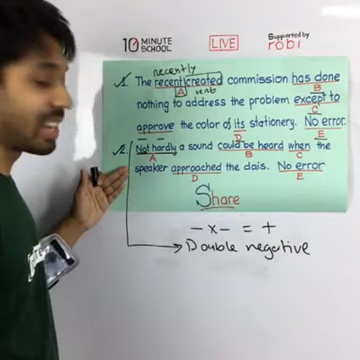 10 MINUTE SCHOOL
LIVE
Supported by
robi
recently
1. The recent created commission has done
A verb B
nothing to address the problem except to
C
approve the color of its stationery. No error.
D E
2. Not hardly a sound could be heard when the
A B C
speaker approached the dais. No error
D E
Share
- x - = +
Double negative